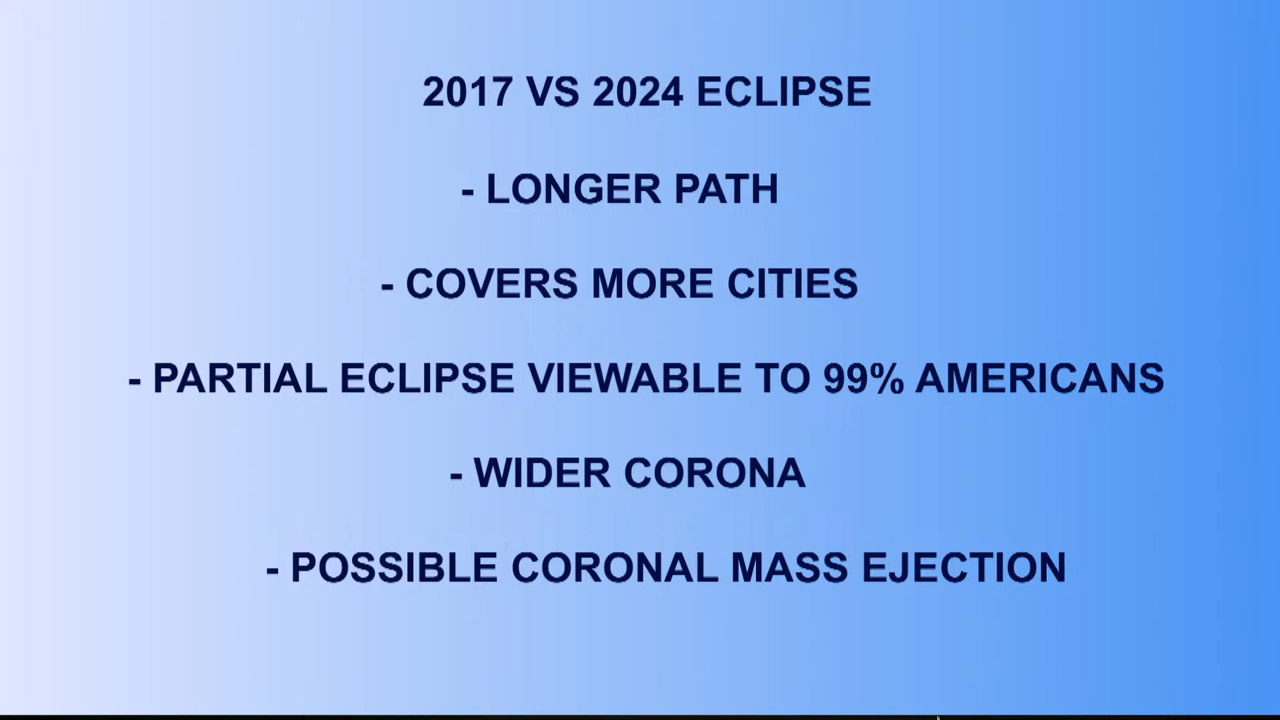 2017 VS 2024 ECLIPSE
- LONGER PATH
- COVERS MORE CITIES
- PARTIAL ECLIPSE VIEWABLE TO 99% AMERICANS
- WIDER CORONA
- POSSIBLE CORONAL MASS EJECTION